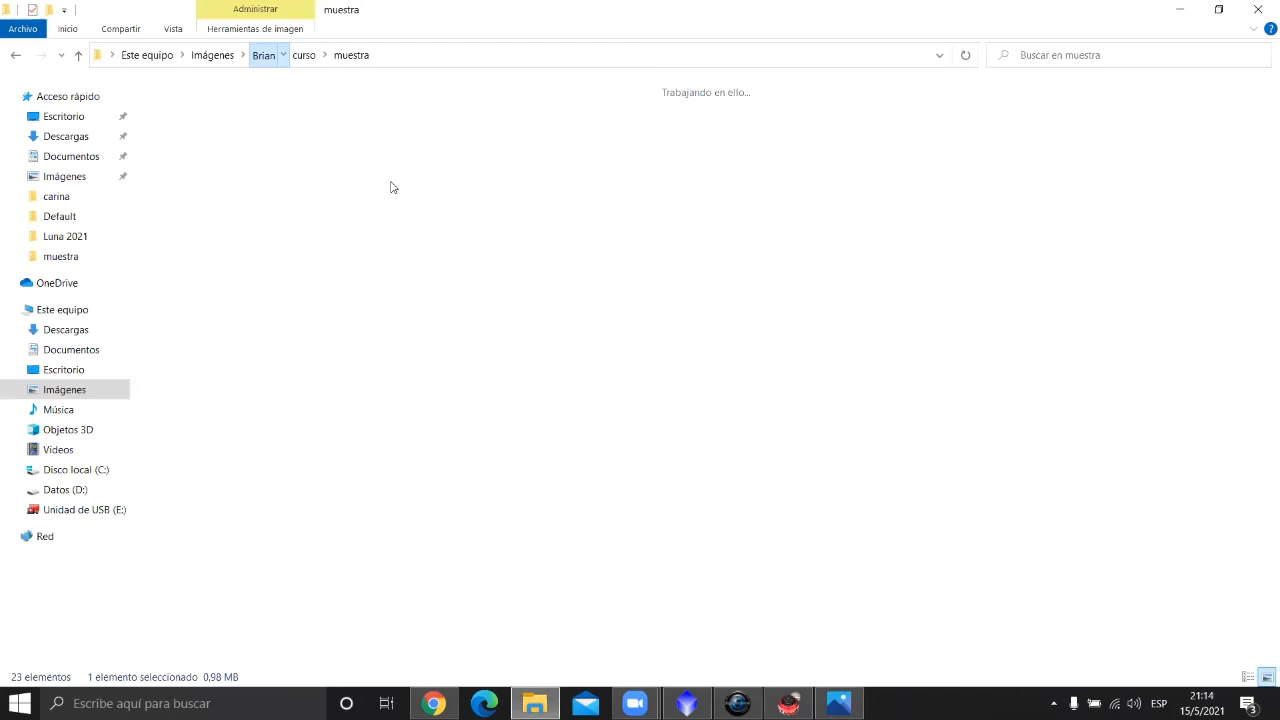 Administrar
muestra
Archivo
Inicio
Compartir
Vista
Herramientas de imagen
Este equipo
Imágenes
Brian
curso
muestra
Buscar en muestra
Trabajando en ello...
Acceso rápido
Escritorio
Descargas
Documentos
Imágenes
carina
Default
Luna 2021
muestra
OneDrive
Este equipo
Descargas
Documentos
Escritorio
Imágenes
Música
Objetos 3D
Videos
Disco local (C:)
Datos (D:)
Unidad de USB (E:)
Red
23 elementos
1 elemento seleccionado 0,98 MB
Escribe aquí para buscar
ESP
21:14
15/5/2021
3